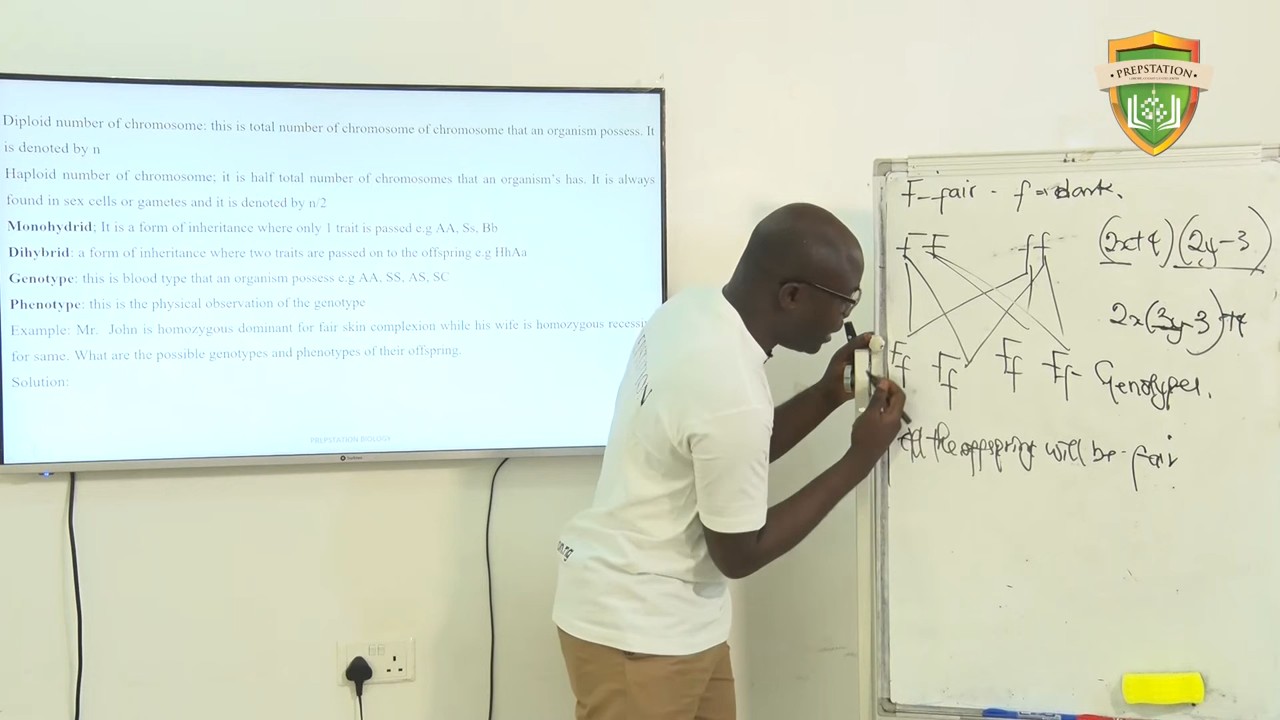 PREPSTATION
Diploid number of chromosome: this is total number of chromosome of chromosome that an organism possess. It
is denoted by n
Haploid number of chromosome; it is half total number of chromosomes that an organism's has. It is always
found in sex cells or gametes and it is denoted by n/2
Monohydrid; It is a form of inheritance where only 1 trait is passed e.g AA, Ss, Bb
Dihybrid: a form of inheritance where two traits are passed on to the offspring e.g HhAa
Genotype: this is blood type that an organism possess e.g AA, SS, AS, SC
Phenotype: this is the physical observation of the genotype
Example: Mr. John is homozygous dominant for fair skin complexion while his wife is homozygous recessi
for same. What are the possible genotypes and phenotypes of their offspring.
Solution:
PREPSTATION BIOLOGY
F-fair - f = dark.
FF ff
(2x+4)(2y-3)
2x(3y-3)+4
Ff Ff Ff Ff - Genotypes.
All the offspring will be fair